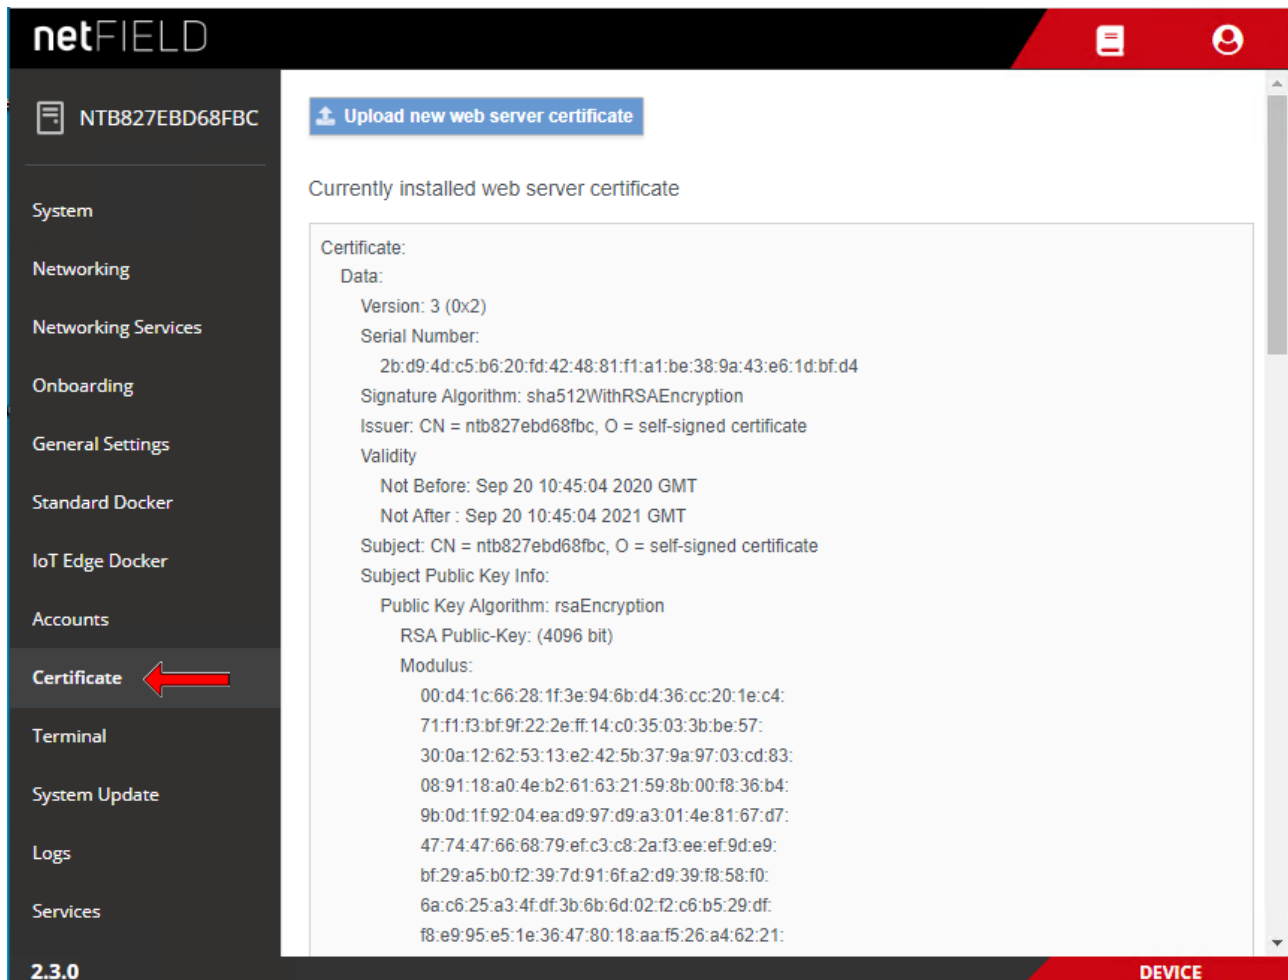 netFIELD
NTB827EBD68FBC
System
Networking
Networking Services
Onboarding
General Settings
Standard Docker
IoT Edge Docker
Accounts
Certificate
Terminal
System Update
Logs
Services
2.3.0
Upload new web server certificate
Currently installed web server certificate
Certificate:
Data:
Version: 3 (0x2)
Serial Number:
2b:d9:4d:c5:b6:20:fd:42:48:81:f1:a1:be:38:9a:43:e6:1d:bf:d4
Signature Algorithm: sha512WithRSAEncryption
Issuer: CN = ntb827ebd68fbc, O = self-signed certificate
Validity
Not Before: Sep 20 10:45:04 2020 GMT
Not After : Sep 20 10:45:04 2021 GMT
Subject: CN = ntb827ebd68fbc, O = self-signed certificate
Subject Public Key Info:
Public Key Algorithm: rsaEncryption
RSA Public-Key: (4096 bit)
Modulus:
00:d4:1c:66:28:1f:3e:94:6b:d4:36:cc:20:1e:c4:
71:f1:f3:bf:9f:22:2e:ff:14:c0:35:03:3b:be:57:
30:0a:12:62:53:13:e2:42:5b:37:9a:97:03:cd:83:
08:91:18:a0:4e:b2:61:63:21:59:8b:00:f8:36:b4:
9b:0d:1f:92:04:ea:d9:97:d9:a3:01:4e:81:67:d7:
47:74:47:66:68:79:ef:c3:c8:2a:f3:ee:ef:9d:e9:
bf:29:a5:b0:f2:39:7d:91:6f:a2:d9:39:f8:58:f0:
6a:c6:25:a3:4f:df:3b:6b:6d:02:f2:c6:b5:29:df:
f8:e9:95:e5:1e:36:47:80:18:aa:f5:26:a4:62:21:
DEVICE